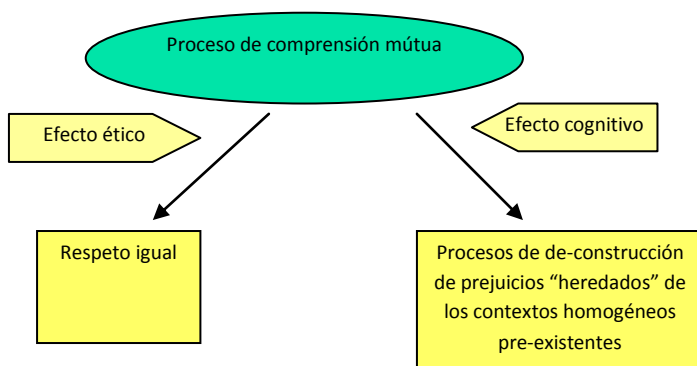 Proceso de comprensión mútua
Efecto ético
Efecto cognitivo
Respeto igual
Procesos de de-construcción
de prejuicios “heredados” de
los contextos homogéneos
pre-existentes